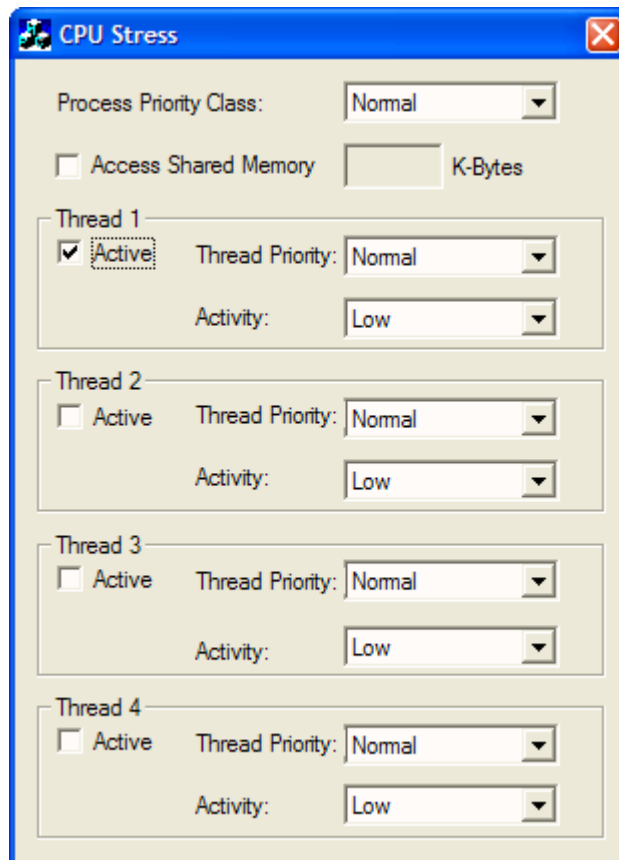 CPU Stress
Process Priority Class: Normal
Access Shared Memory K-Bytes
Thread 1
Active Thread Priority: Normal
Activity: Low
Thread 2
Active Thread Priority: Normal
Activity: Low
Thread 3
Active Thread Priority: Normal
Activity: Low
Thread 4
Active Thread Priority: Normal
Activity: Low